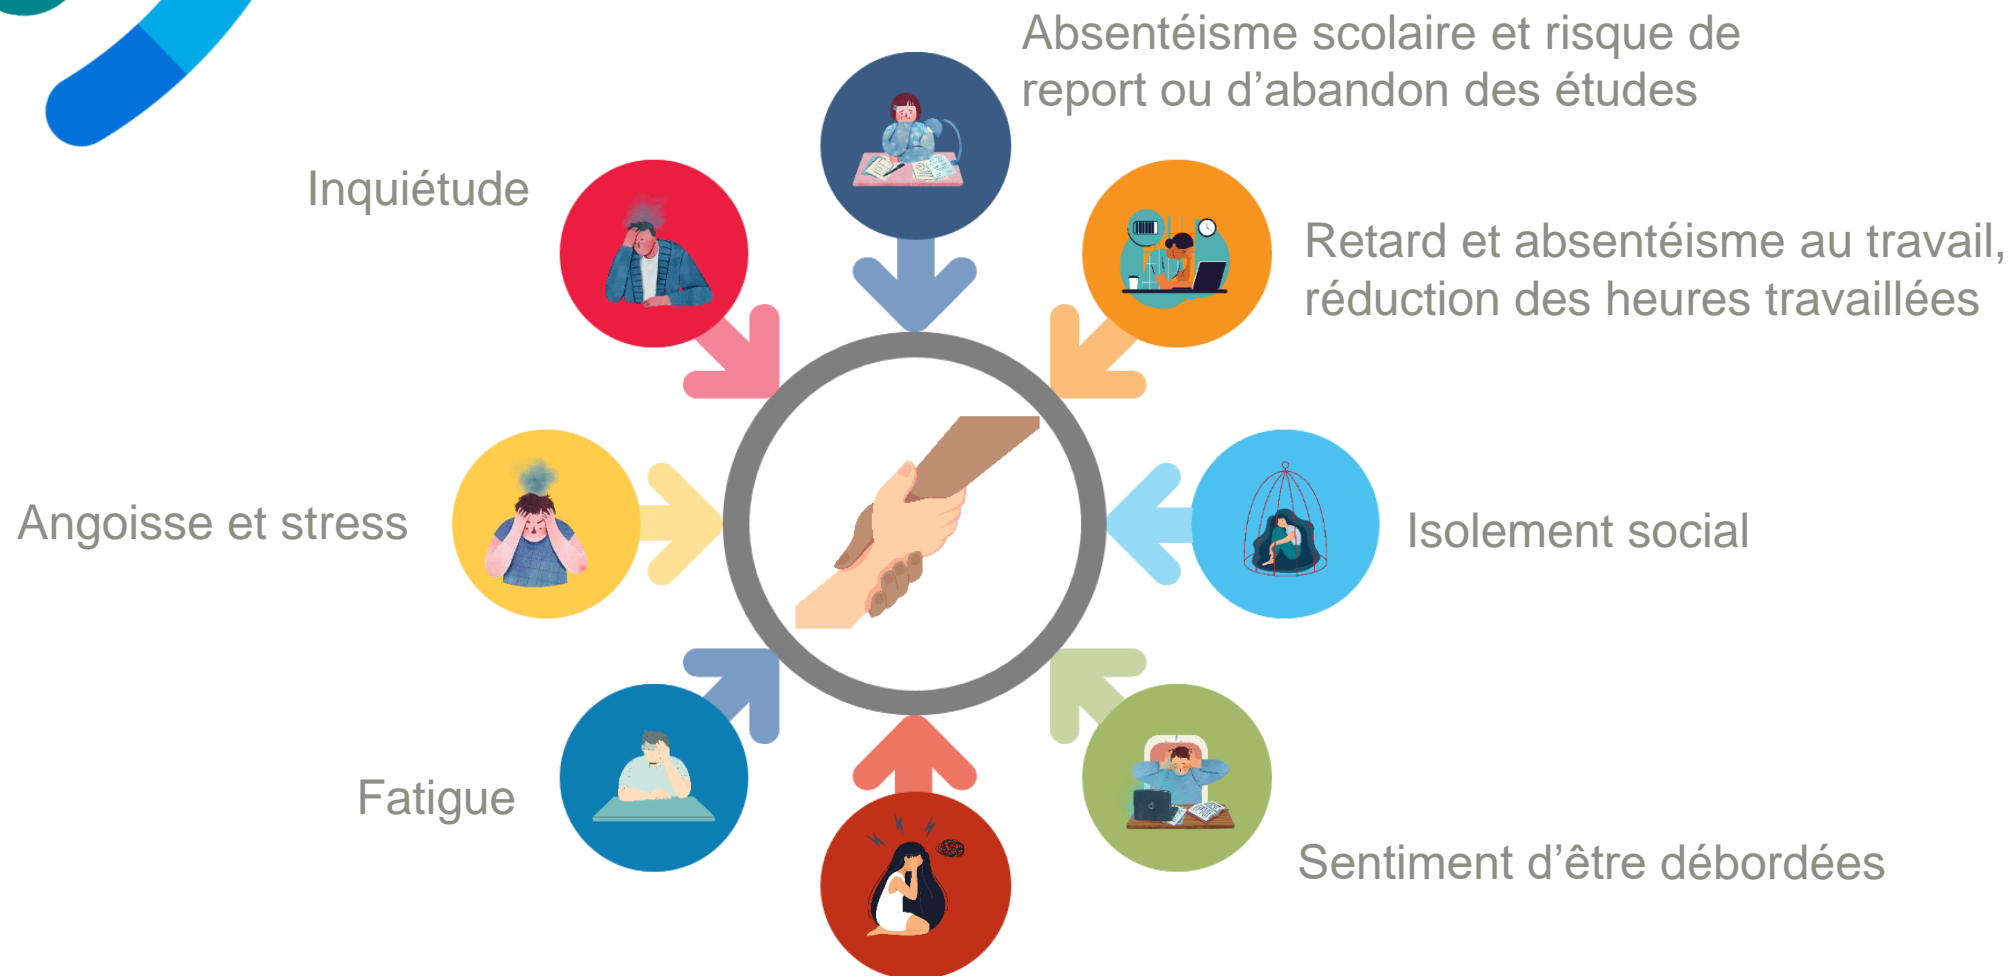 Absentéisme scolaire et risque de
report ou d’abandon des études
Inquiétude
Retard et absentéisme au travail,
réduction des heures travaillées
Angoisse et stress
Isolement social
Fatigue
Sentiment d’être débordées